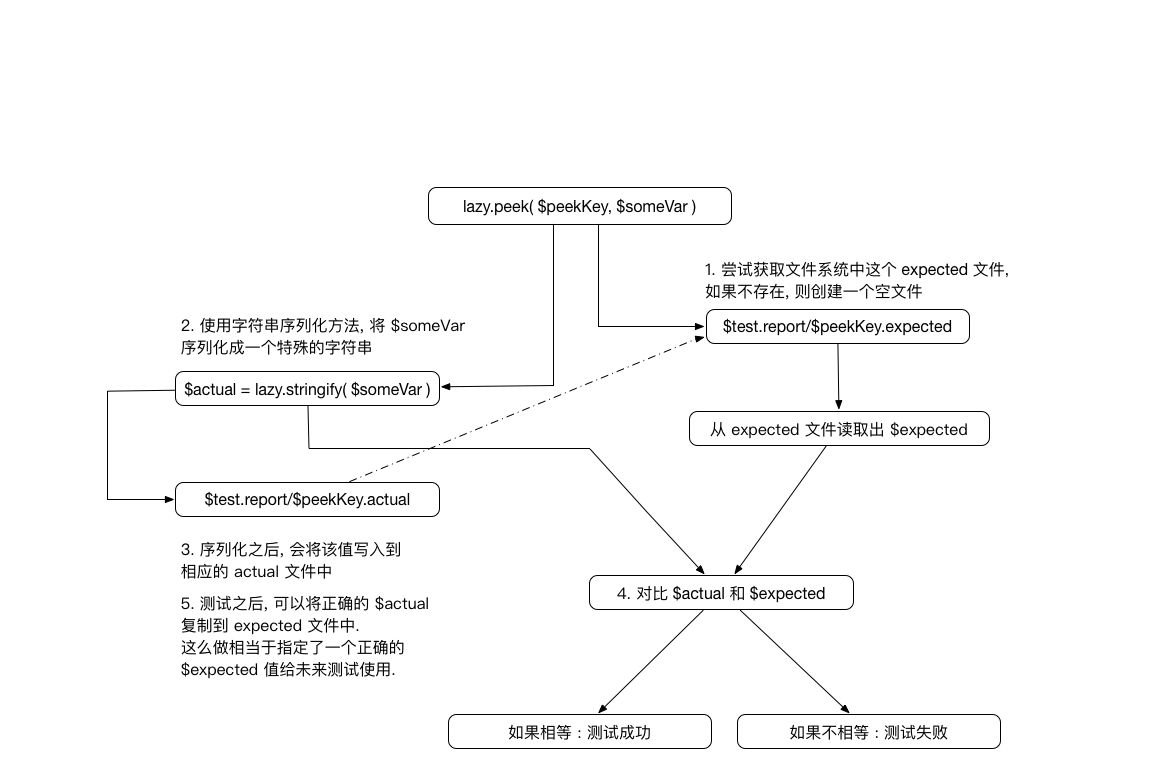 lazy.peek( $peekKey, $someVar )
1. 尝试获取文件系统中这个 expected 文件,
如果不存在, 则创建一个空文件
$test.report/$peekKey.expected
2. 使用字符串序列化方法, 将 $someVar
序列化成一个特殊的字符串
$actual = lazy.stringify( $someVar )
从 expected 文件读取出 $expected
$test.report/$peekKey.actual
3. 序列化之后, 会将该值写入到
相应的 actual 文件中
4. 对比 $actual 和 $expected
5. 测试之后, 可以将正确的 $actual
复制到 expected 文件中.
这么做相当于指定了一个正确的
$expected 值给未来测试使用.
如果相等 : 测试成功
如果不相等 : 测试失败